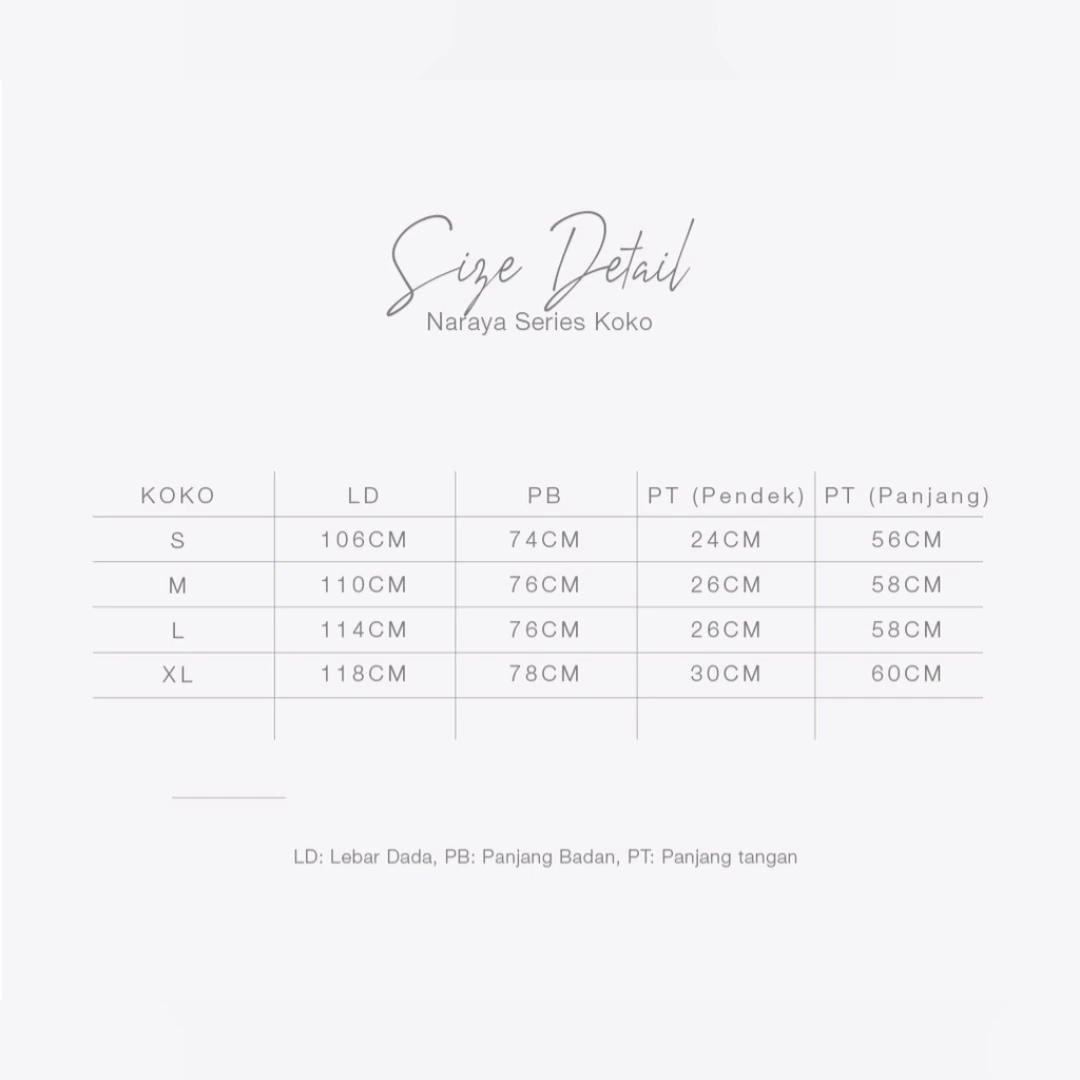 Size Detail
Naraya Series Koko
KOKO LD PB PT (Pendek) PT (Panjang)
S 106CM 74CM 24CM 56CM
M 110CM 76CM 26CM 58CM
L 114CM 76CM 26CM 58CM
XL 118CM 78CM 30CM 60CM
LD: Lebar Dada, PB: Panjang Badan, PT: Panjang tangan